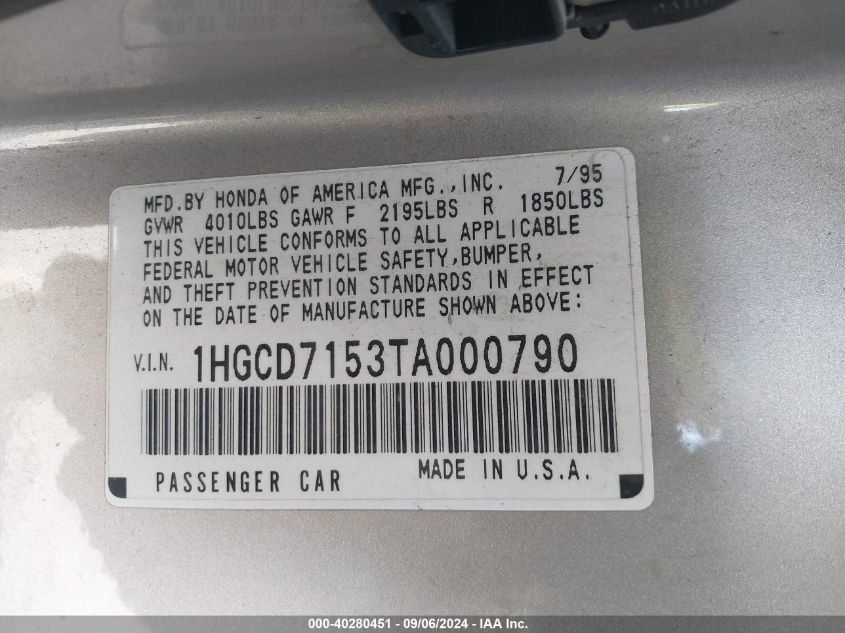 MFD.BY HONDA OF AMERICA MFG.,INC. 7/95
GVWR 4010LBS GAWR F 2195LBS R 1850LBS
THIS VEHICLE CONFORMS TO ALL APPLICABLE
FEDERAL MOTOR VEHICLE SAFETY,BUMPER,
AND THEFT PREVENTION STANDARDS IN EFFECT
ON THE DATE OF MANUFACTURE SHOWN ABOVE:
V.I.N. 1HGCD7153TA000790
PASSENGER CAR MADE IN U.S.A.
000-40280451 - 09/06/2024 - IAA Inc.